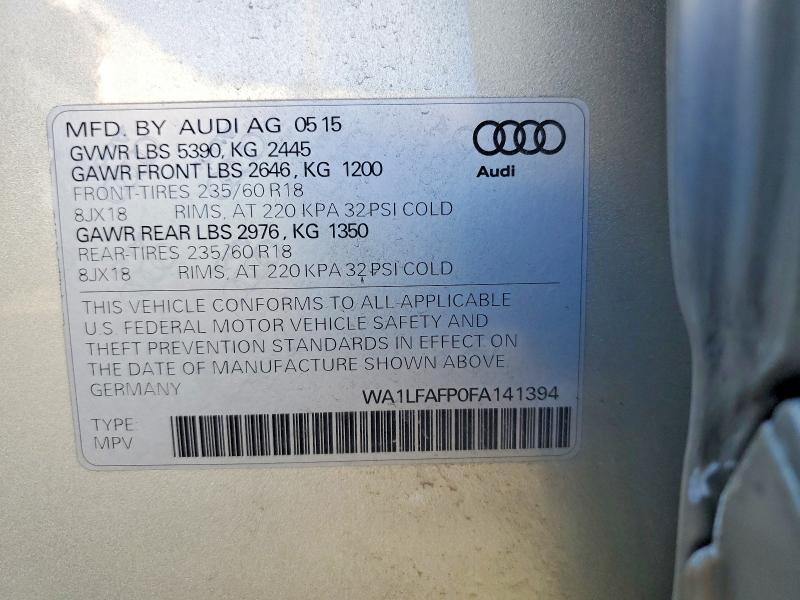 MFD. BY AUDI AG 05 15
GVWR LBS 5390, KG 2445
GAWR FRONT LBS 2646, KG 1200
FRONT-TIRES 235/60 R18
8JX18 RIMS, AT 220 KPA 32 PSI COLD
GAWR REAR LBS 2976, KG 1350
REAR-TIRES 235/60 R18
8JX18 RIMS, AT 220 KPA 32 PSI COLD
Audi
THIS VEHICLE CONFORMS TO ALL APPLICABLE
U.S. FEDERAL MOTOR VEHICLE SAFETY AND
THEFT PREVENTION STANDARDS IN EFFECT ON
THE DATE OF MANUFACTURE SHOWN ABOVE
GERMANY
WA1LFAFP0FA141394
TYPE:
MPV